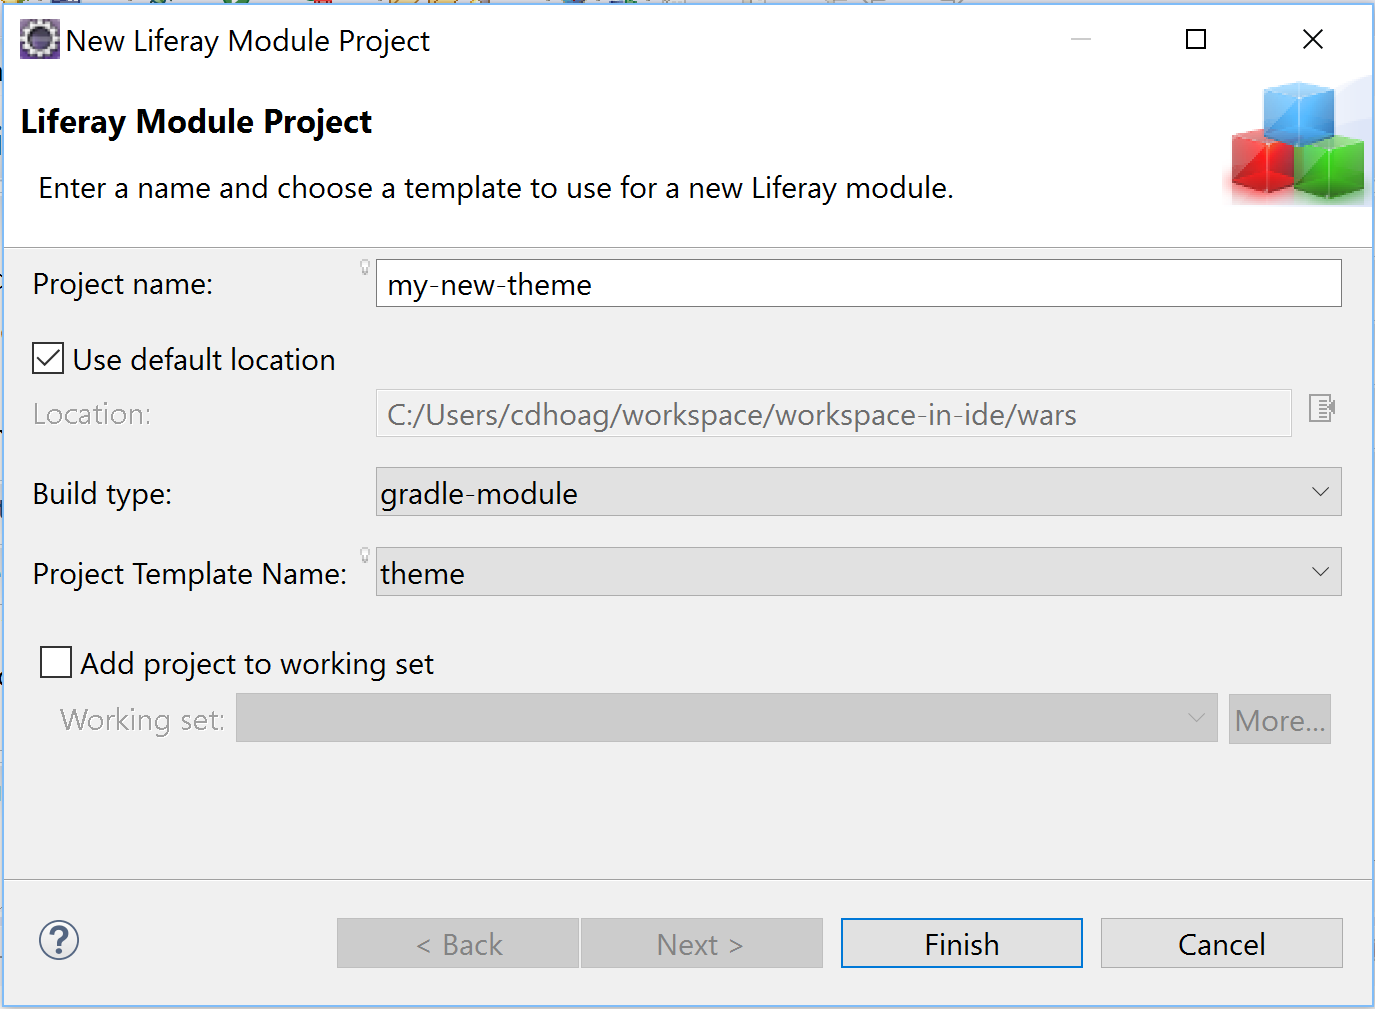 New Liferay Module Project
Liferay Module Project
Enter a name and choose a template to use for a new Liferay module.
Project name: my-new-theme
Use default location
Location: C:/Users/cdhoag/workspace/workspace-in-ide/wars
Build type: gradle-module
Project Template Name: theme
Add project to working set
Working set: More...
? < Back Next > Finish Cancel